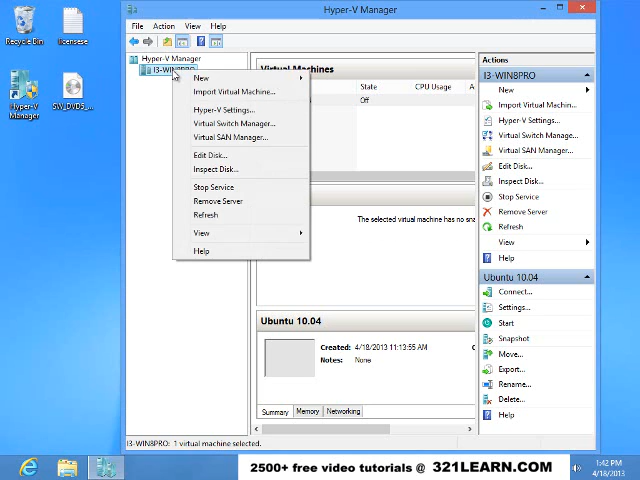 Recycle Bin
licensese
Hyper-V
Manager
SW_DVD5_...
Hyper-V Manager
File Action View Help
Hyper-V Manager
I3-WIN8PRO
New
Import Virtual Machine...
Hyper-V Settings...
Virtual Switch Manager...
Virtual SAN Manager...
Edit Disk...
Inspect Disk...
Stop Service
Remove Server
Refresh
View
Help
Virtual Machines
State CPU Usage A
Off
The selected virtual machine has no sna
Ubuntu 10.04
Created: 4/18/2013 11:13:55 AM
Notes: None
Summary Memory Networking
Actions
I3-WIN8PRO
New
Import Virtual Machin...
Hyper-V Settings...
Virtual Switch Manage...
Virtual SAN Manager...
Edit Disk...
Inspect Disk...
Stop Service
Remove Server
Refresh
View
Help
Ubuntu 10.04
Connect...
Settings...
Start
Snapshot
Move...
Export...
Rename...
Delete...
Help
I3-WIN8PRO: 1 virtual machine selected.
2500+ free video tutorials @ 321LEARN.COM
1:42 PM
4/18/2013